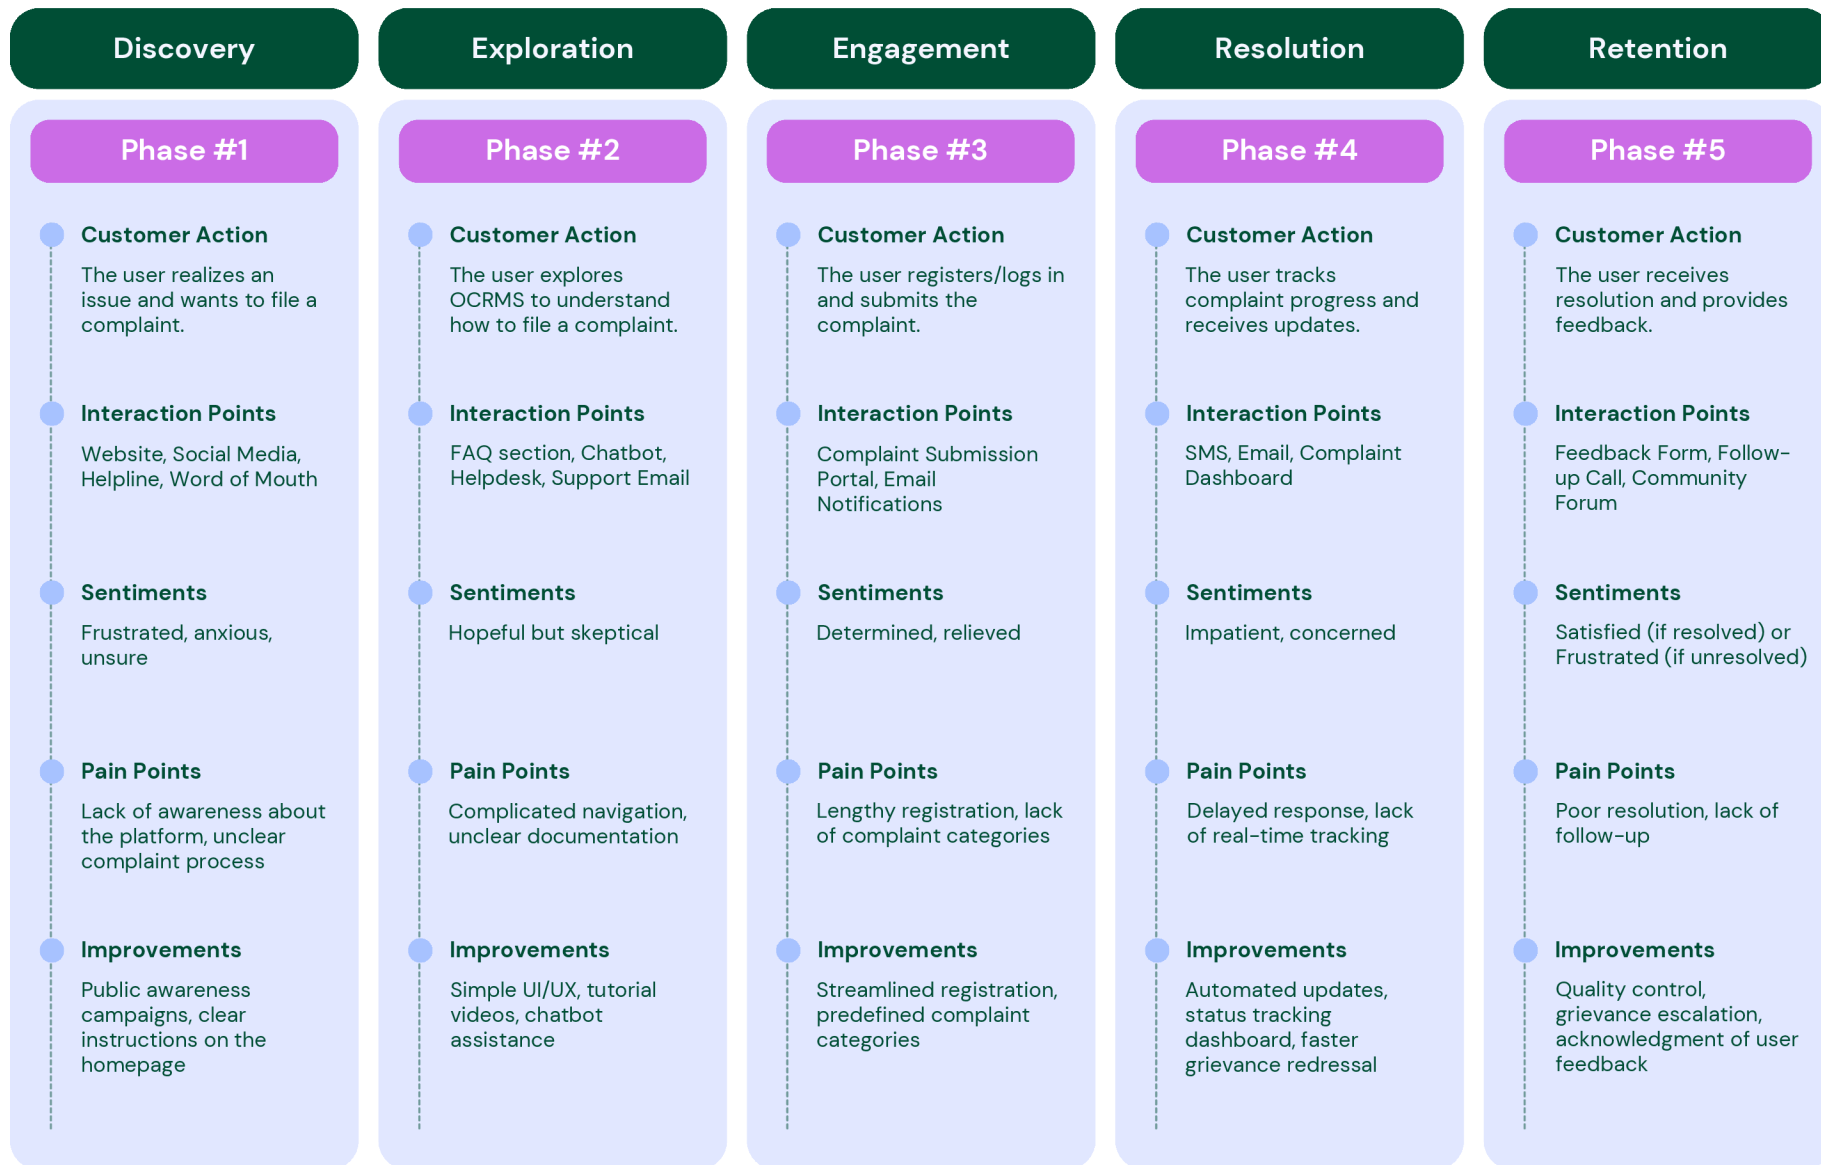 Discovery
Phase #1
Customer Action
The user realizes an
issue and wants to file a
complaint.
Interaction Points
Website, Social Media,
Helpline, Word of Mouth
Sentiments
Frustrated, anxious,
unsure
Pain Points
Lack of awareness about
the platform, unclear
complaint process
Improvements
Public awareness
campaigns, clear
instructions on the
homepage
Exploration
Phase #2
Customer Action
The user explores
OCRMS to understand
how to file a complaint.
Interaction Points
FAQ section, Chatbot,
Helpdesk, Support Email
Sentiments
Hopeful but skeptical
Pain Points
Complicated navigation,
unclear documentation
Improvements
Simple UI/UX, tutorial
videos, chatbot
assistance
Engagement
Phase #3
Customer Action
The user registers/logs in
and submits the
complaint.
Interaction Points
Complaint Submission
Portal, Email
Notifications
Sentiments
Determined, relieved
Pain Points
Lengthy registration, lack
of complaint categories
Improvements
Streamlined registration,
predefined complaint
categories
Resolution
Phase #4
Customer Action
The user tracks
complaint progress and
receives updates.
Interaction Points
SMS, Email, Complaint
Dashboard
Sentiments
Impatient, concerned
Pain Points
Delayed response, lack
of real-time tracking
Improvements
Automated updates,
status tracking
dashboard, faster
grievance redressal
Retention
Phase #5
Customer Action
The user receives
resolution and provides
feedback.
Interaction Points
Feedback Form, Follow-
up Call, Community
Forum
Sentiments
Satisfied (if resolved) or
Frustrated (if unresolved)
Pain Points
Poor resolution, lack of
follow-up
Improvements
Quality control,
grievance escalation,
acknowledgment of user
feedback